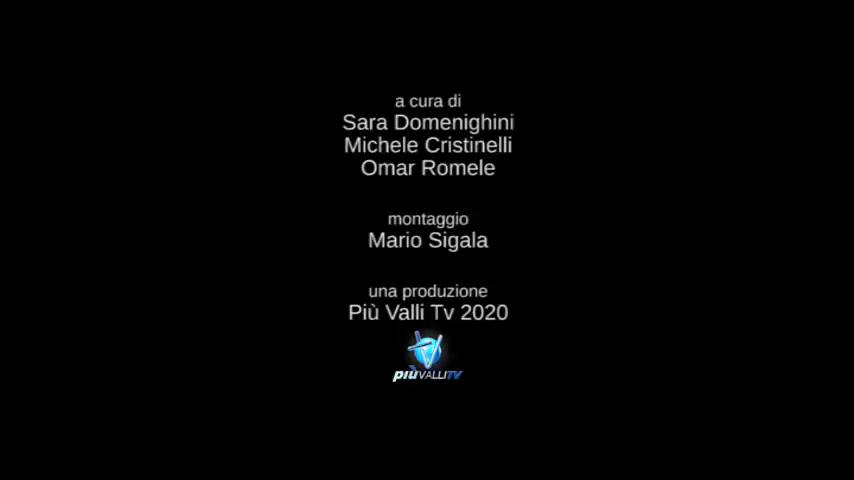 a cura di
Sara Domenighini
Michele Cristinelli
Omar Romele
montaggio
Mario Sigala
una produzione
Più Valli Tv 2020
piùVALLITV